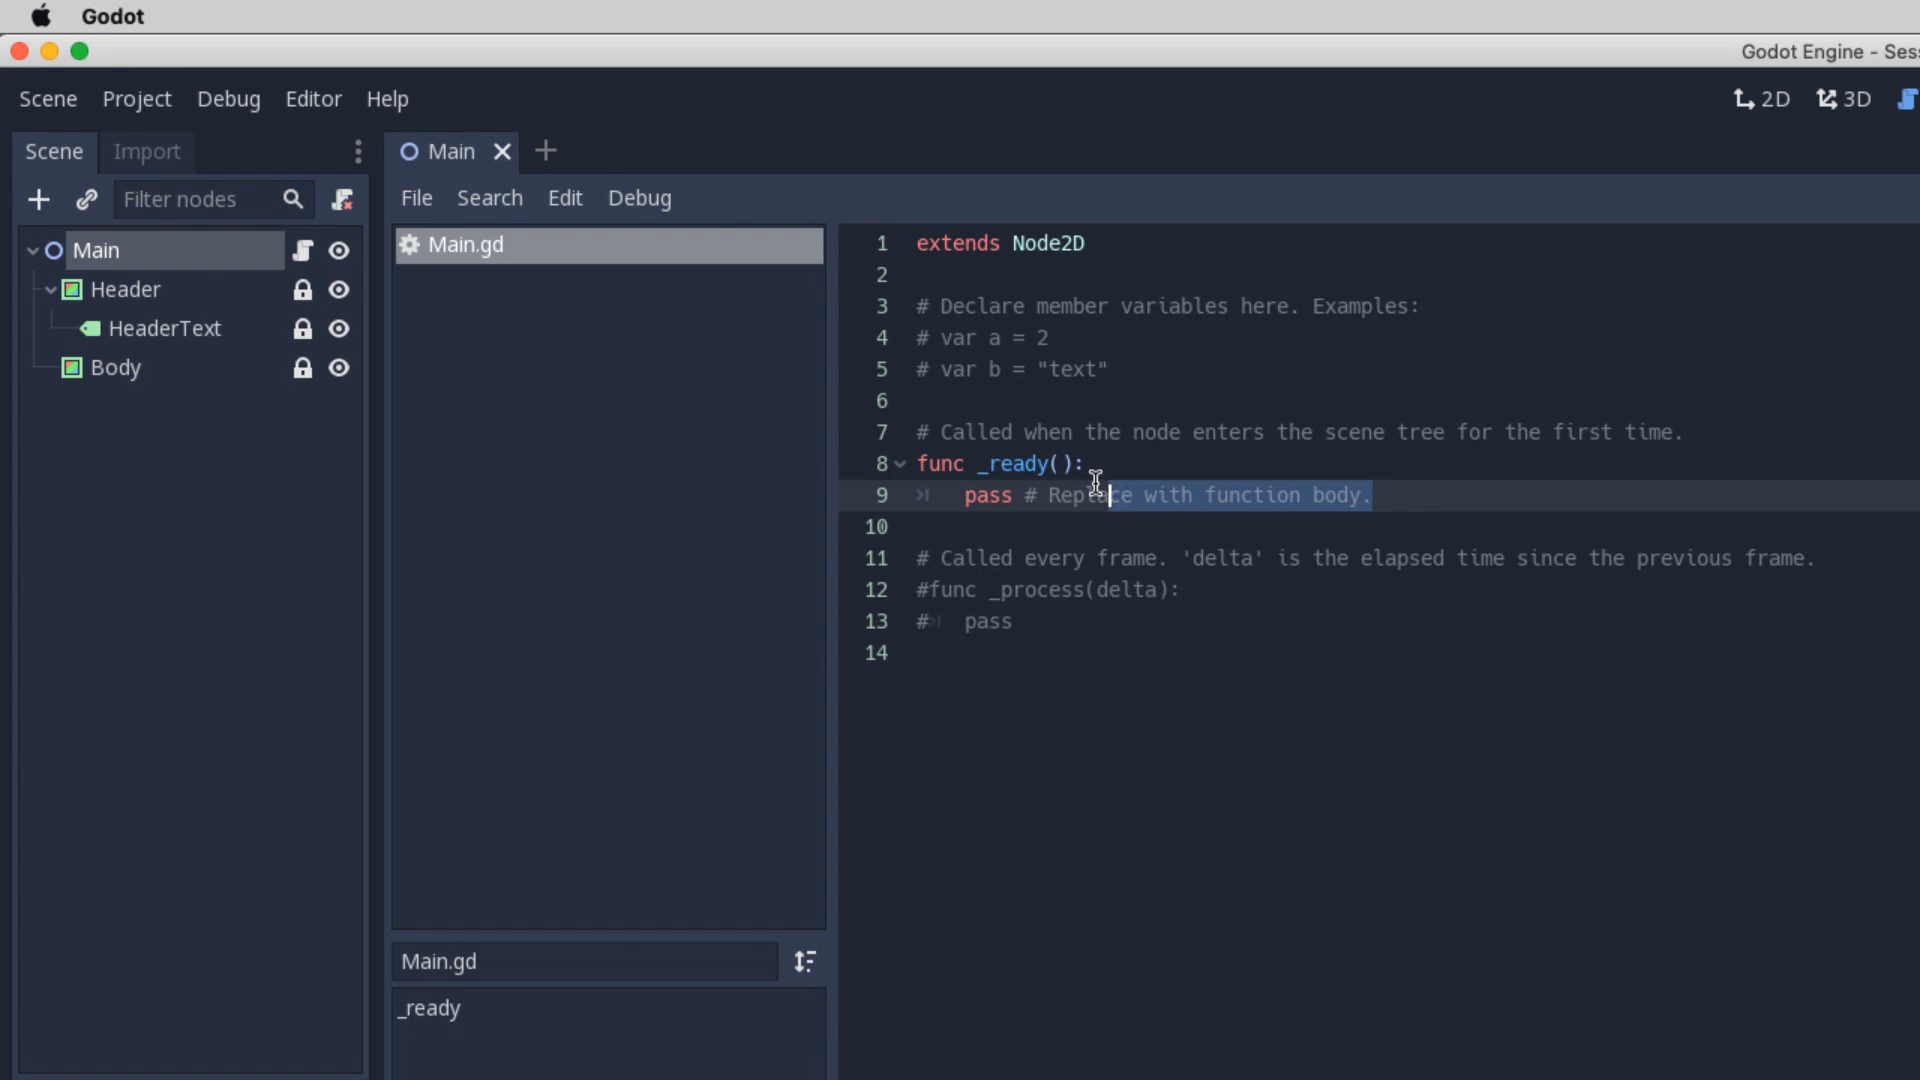 Godot
Godot Engine - Ses
Scene Project Debug Editor Help
2D 3D
Scene Import
Main
Filter nodes
File Search Edit Debug
Main
Header
HeaderText
Body
Main.gd
1 extends Node2D
2
3 # Declare member variables here. Examples:
4 # var a = 2
5 # var b = "text"
6
7 # Called when the node enters the scene tree for the first time.
8 func _ready():
9 pass # Replace with function body.
10
11 # Called every frame. 'delta' is the elapsed time since the previous frame.
12 #func _process(delta):
13 # pass
14
Main.gd
_ready